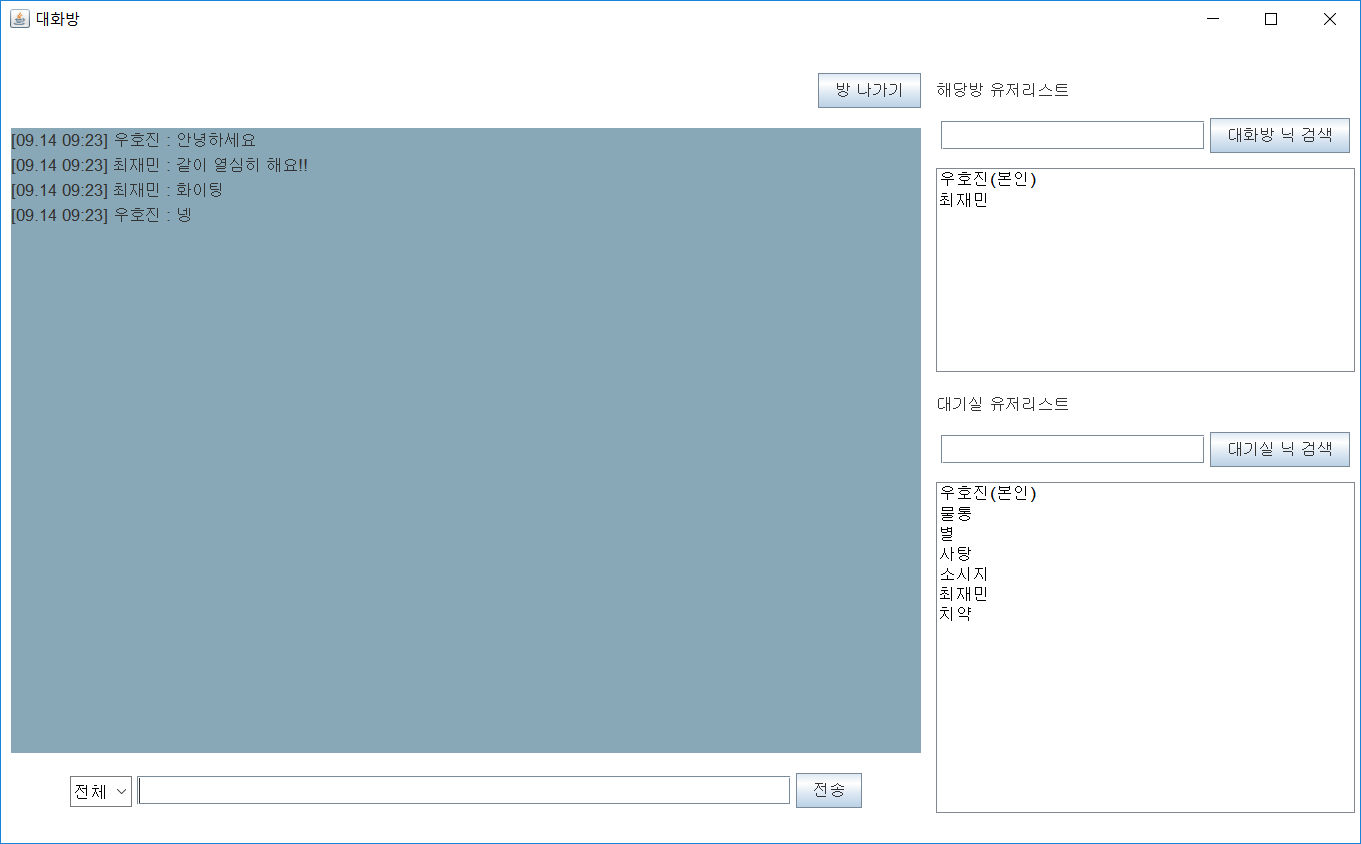 대화방
방 나가기
[09.14 09:23] 우호진 : 안녕하세요
[09.14 09:23] 최재민 : 같이 열심히 해요!!
[09.14 09:23] 최재민 : 화이팅
[09.14 09:23] 우호진 : 넹
전체
전송
해당방 유저리스트
대화방 닉 검색
우호진(본인)
최재민
대기실 유저리스트
대기실 닉 검색
우호진(본인)
물통
별
사탕
소시지
최재민
치약